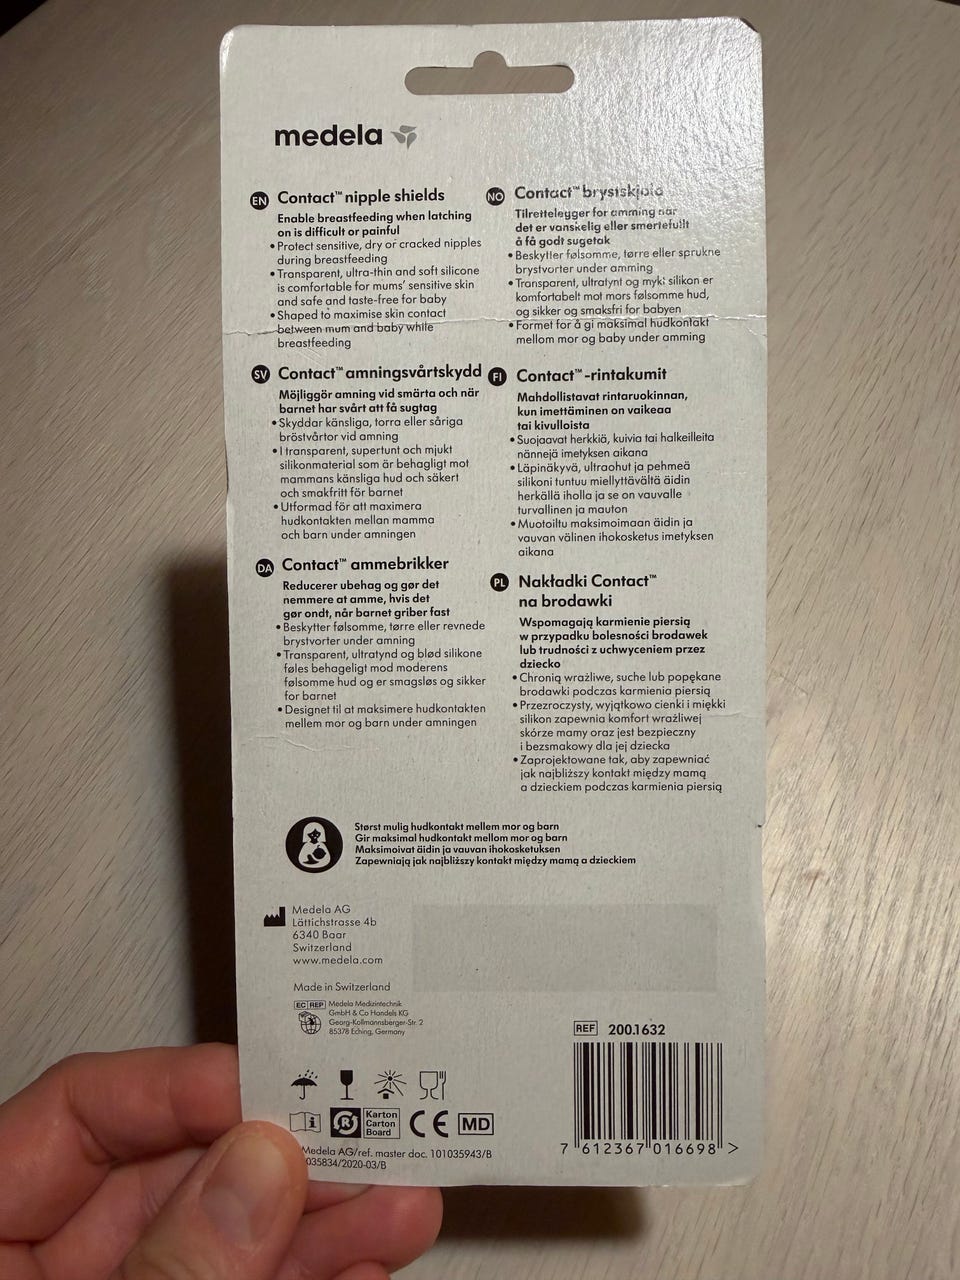 medela
EN Contact™ nipple shields
Enable breastfeeding when latching
on is difficult or painful
• Protect sensitive, dry or cracked nipples
during breastfeeding
• Transparent, ultra-thin and soft silicone
is comfortable for mums' sensitive skin
and safe and taste-free for baby
• Shaped to maximise skin contact
between mum and baby while
breastfeeding
SV Contact™ amningsvårtskydd
Möjliggör amning vid smärta och när
barnet har svårt att få sugtag
• Skyddar känsliga, torra eller såriga
bröstvårtor vid amning
• I transparent, supertunt och mjukt
silikonmaterial som är behagligt mot
mammans känsliga hud och säkert
och smakfritt för barnet
• Utformad för att maximera
hudkontakten mellan mamma
och barn under amningen
DA Contact™ ammebrikker
Reducerer ubehag og gør det
nemmere at amme, hvis det
gør ondt, når barnet griber fast
• Beskytter følsomme, tørre eller revnede
brystvorter under amning
• Transparent, ultratynd og blød silikone
føles behageligt mod moderens
følsomme hud og er smagsløs og sikker
for barnet
• Designet til at maksimere hudkontakten
mellem mor og barn under amningen
NO Contact™ brystskjold
Tilrettelegger for amming når
det er vanskelig eller smertefullt
å få godt sugetak
• Beskytter følsomme, tørre eller sprukne
brystvorter under amming
• Transparent, ultratynt og mykt silikon er
komfortabelt mot mors følsomme hud,
og sikker og smaksfri for babyen
• Formet for å gi maksimal hudkontakt
mellom mor og baby under amming
FI Contact™ -rintakumit
Mahdollistavat rintaruokinnan,
kun imettäminen on vaikeaa
tai kivulloista
• Suojaavat herkkiä, kuivia tai halkeilleita
nännejä imetyksen aikana
• Läpinäkyvä, ultraohut ja pehmeä
silikoni tuntuu miellyttävältä äidin
herkällä iholla ja se on vauvalle
turvallinen ja mauton
• Muotoiltu maksimoimaan äidin ja
vauvan välinen ihokosketus imetyksen
aikana
PL Nakładki Contact™
na brodawki
Wspomagają karmienie piersią
w przypadku bolesności brodawek
lub trudności z uchwyceniem przez
dziecko
• Chronią wrażliwe, suche lub popękane
brodawki podczas karmienia piersią
• Przezroczysty, wyjątkowo cienki i miękki
silikon zapewnia komfort wrażliwej
skórze mamy oraz jest bezpieczny
i bezsmakowy dla jej dziecka
• Zaprojektowane tak, aby zapewniać
jak najbliższy kontakt między mamą
a dzieckiem podczas karmienia piersią
Størst mulig hudkontakt mellem mor og barn
Gir maksimal hudkontakt mellom mor og barn
Maksimoivat äidin ja vauvan ihokosketuksen
Zapewniają jak najbliższy kontakt między mamą a dzieckiem
Medela AG
Lättichstrasse 4b
6340 Baar
Switzerland
www.medela.com
Made in Switzerland
EC REP Medela Medizintechnik
GmbH & Co Handels KG
Georg-Kollmannsberger-Str. 2
85378 Eching, Germany
REF 200.1632
Karton
Carton
Board
CE MD
Medela AG/ref. master doc. 101035943/B
035834/2020-03/B
7 612367 016698 >